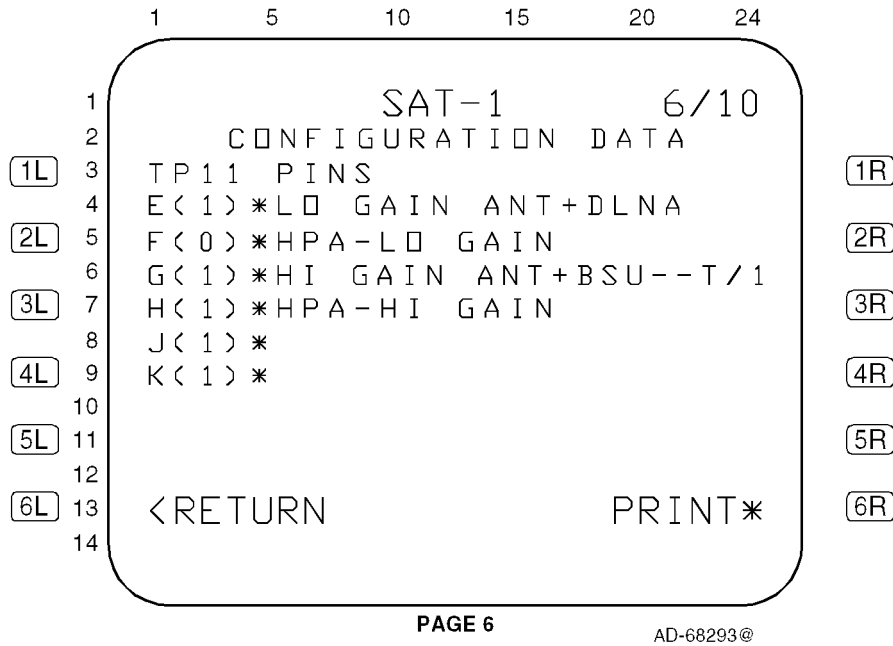 1 5 10 15 20 24
1 SAT-1 6/10
2 CONFIGURATION DATA
1L 3 TP11 PINS 1R
4 E(1)*LO GAIN ANT+DLNA
2L 5 F(0)*HPA-LO GAIN 2R
6 G(1)*HI GAIN ANT+BSU--T/1
3L 7 H(1)*HPA-HI GAIN 3R
8 J(1)*
4L 9 K(1)* 4R
10
5L 11 5R
12
6L 13 <RETURN PRINT* 6R
14
PAGE 6
AD-68293@